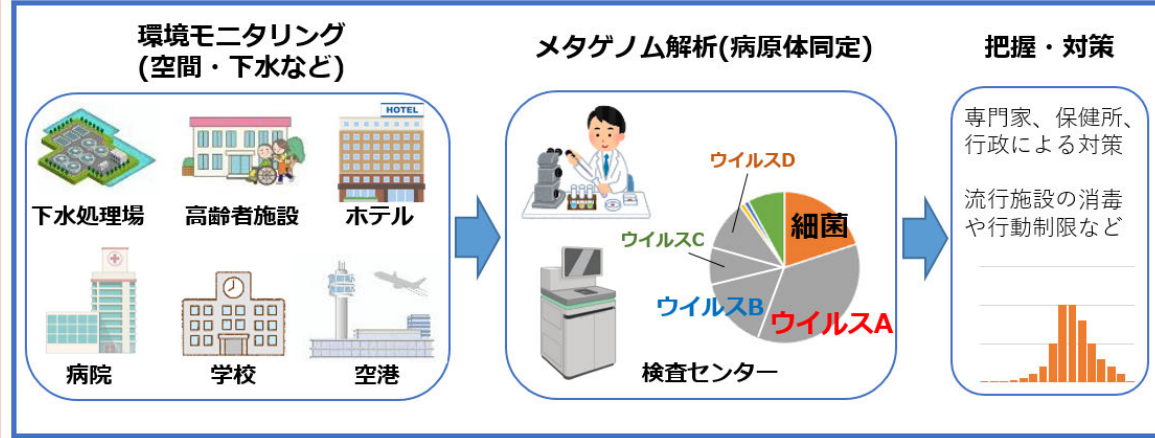 環境モニタリング
(空間・下水など)
HOTEL
下水処理場
高齢者施設
ホテル
病院
学校
空港
メタゲノム解析(病原体同定)
ウイルスD
細菌
ウイルスC
ウイルスB
ウイルスA
検査センター
把握・対策
専門家、保健所、
行政による対策
流行施設の消毒
や行動制限など